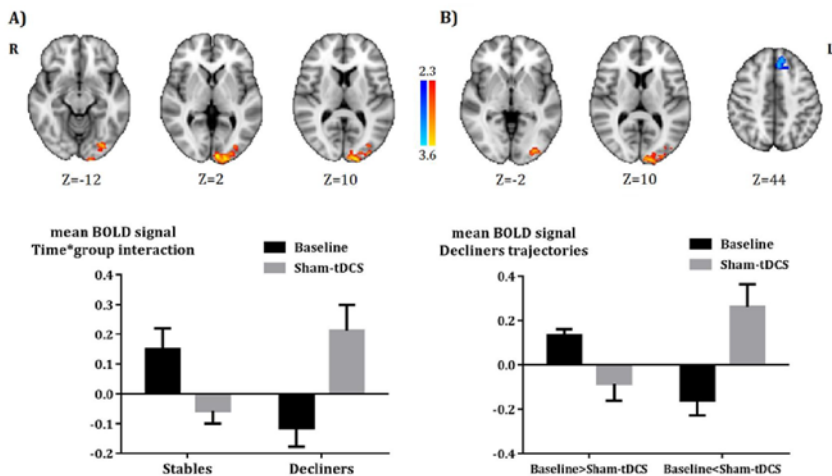 A)
B)
R
L
2.3
3.6
Z=-12
Z=2
Z=10
Z=-2
Z=10
Z=44
mean BOLD signal
Time*group interaction
Baseline
Sham-tDCS
0.4
0.3
0.2
0.1
0.0
-0.1
-0.2
Stables
Decliners
mean BOLD signal
Decliners trajectories
Baseline
Sham-tDCS
0.4
0.2
0.0
-0.2
-0.4
Baseline>Sham-tDCS
Baseline<Sham-tDCS